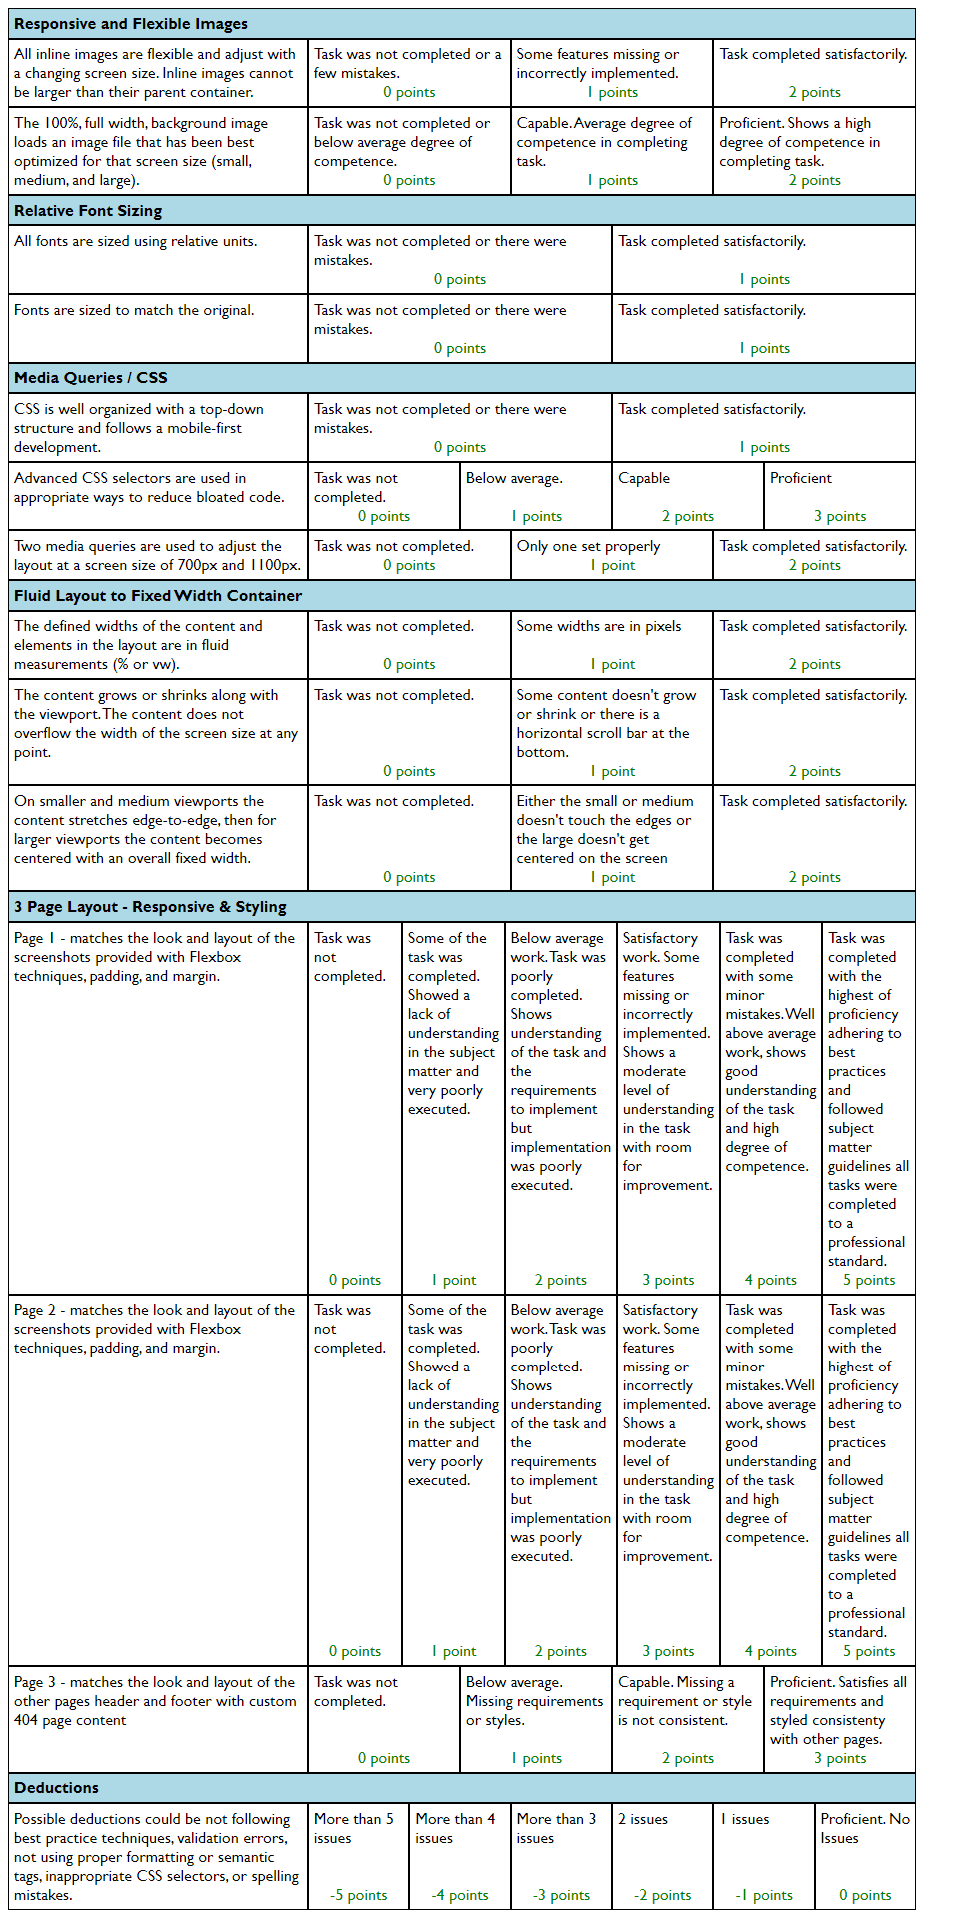 Responsive and Flexible Images
All inline images are flexible and adjust with
a changing screen size. Inline images cannot
be larger than their parent container.
Task was not completed or a
few mistakes.
0 points
Some features missing or
incorrectly implemented.
1 points
Task completed satisfactorily.
2 points
The 100%, full width, background image
loads an image file that has been best
optimized for that screen size (small,
medium, and large).
Task was not completed or
below average degree of
competence.
0 points
Capable. Average degree of
competence in completing
task.
1 points
Proficient. Shows a high
degree of competence in
completing task.
2 points
Relative Font Sizing
All fonts are sized using relative units.
Task was not completed or there were
mistakes.
0 points
Task completed satisfactorily.
1 points
Fonts are sized to match the original.
Task was not completed or there were
mistakes.
0 points
Task completed satisfactorily.
1 points
Media Queries / CSS
CSS is well organized with a top-down
structure and follows a mobile-first
development.
Task was not completed or there were
mistakes.
0 points
Task completed satisfactorily.
1 points
Advanced CSS selectors are used in
appropriate ways to reduce bloated code.
Task was not
completed.
0 points
Below average.
1 points
Capable
2 points
Proficient
3 points
Two media queries are used to adjust the
layout at a screen size of 700px and 1100px.
Task was not completed.
0 points
Only one set properly
1 point
Task completed satisfactorily.
2 points
Fluid Layout to Fixed Width Container
The defined widths of the content and
elements in the layout are in fluid
measurements (% or vw).
Task was not completed.
0 points
Some widths are in pixels
1 point
Task completed satisfactorily.
2 points
The content grows or shrinks along with
the viewport. The content does not
overflow the width of the screen size at any
point.
Task was not completed.
0 points
Some content doesn't grow
or shrink or there is a
horizontal scroll bar at the
bottom.
1 point
Task completed satisfactorily.
2 points
On smaller and medium viewports the
content stretches edge-to-edge, then for
larger viewports the content becomes
centered with an overall fixed width.
Task was not completed.
0 points
Either the small or medium
doesn't touch the edges or
the large doesn't get
centered on the screen
1 point
Task completed satisfactorily.
2 points
3 Page Layout - Responsive & Styling
Page 1 - matches the look and layout of the
screenshots provided with Flexbox
techniques, padding, and margin.
Task was
not
completed.
0 points
Some of the
task was
completed.
Showed a
lack of
understanding
in the subject
matter and
very poorly
executed.
1 point
Below average
work. Task was
poorly
completed.
Shows
understanding
of the task and
the
requirements
to implement
but
implementation
was poorly
executed.
2 points
Satisfactory
work. Some
features
missing or
incorrectly
implemented.
Shows a
moderate
level of
understanding
in the task
with room
for
improvement.
3 points
Task was
completed
with some
minor
mistakes. Well
above average
work, shows
good
understanding
of the task
and high
degree of
competence.
4 points
Task was
completed
with the
highest of
proficiency
adhering to
best
practices
and
followed
subject
matter
guidelines all
tasks were
completed
to a
professional
standard.
5 points
Page 2 - matches the look and layout of the
screenshots provided with Flexbox
techniques, padding, and margin.
Task was
not
completed.
0 points
Some of the
task was
completed.
Showed a
lack of
understanding
in the subject
matter and
very poorly
executed.
1 point
Below average
work. Task was
poorly
completed.
Shows
understanding
of the task and
the
requirements
to implement
but
implementation
was poorly
executed.
2 points
Satisfactory
work. Some
features
missing or
incorrectly
implemented.
Shows a
moderate
level of
understanding
in the task
with room
for
improvement.
3 points
Task was
completed
with some
minor
mistakes. Well
above average
work, shows
good
understanding
of the task
and high
degree of
competence.
4 points
Task was
completed
with the
highest of
proficiency
adhering to
best
practices
and
followed
subject
matter
guidelines all
tasks were
completed
to a
professional
standard.
5 points
Page 3 - matches the look and layout of the
other pages header and footer with custom
404 page content
Task was not
completed.
0 points
Below average.
Missing requirements
or styles.
1 points
Capable. Missing a
requirement or style
is not consistent.
2 points
Proficient. Satisfies all
requirements and
styled consistenty
with other pages.
3 points
Deductions
Possible deductions could be not following
best practice techniques, validation errors,
not using proper formatting or semantic
tags, inappropriate CSS selectors, or spelling
mistakes.
More than 5
issues
-5 points
More than 4
issues
-4 points
More than 3
issues
-3 points
2 issues
-2 points
1 issues
-1 points
Proficient. No
Issues
0 points